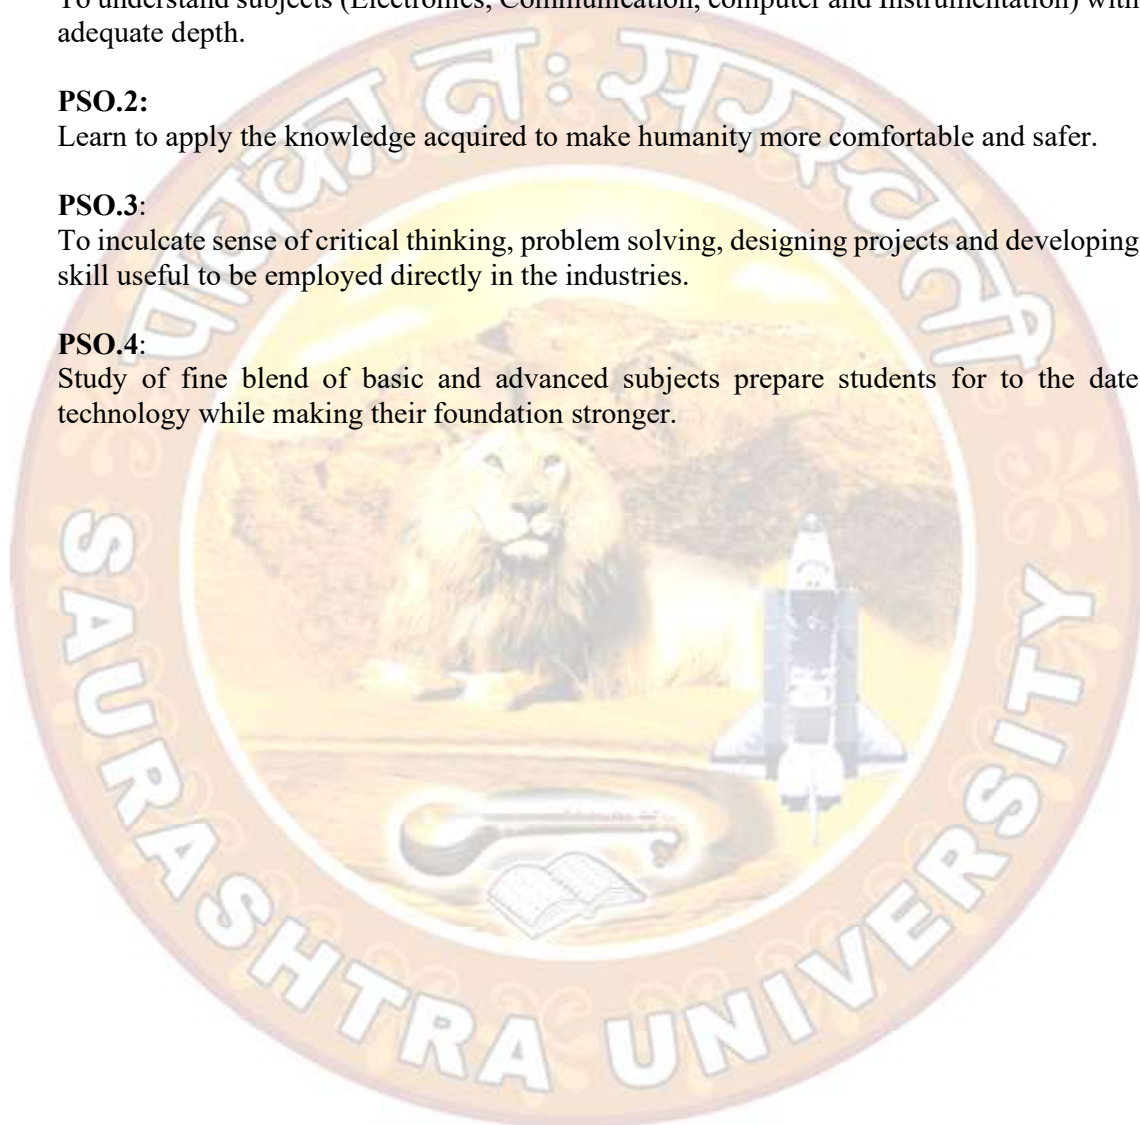 To understand subjects (Electronics, Communication, computer and Instrumentation) with
adequate depth.
PSO.2:
Learn to apply the knowledge acquired to make humanity more comfortable and safer.
PSO.3:
To inculcate sense of critical thinking, problem solving, designing projects and developing
skill useful to be employed directly in the industries.
PSO.4:
Study of fine blend of basic and advanced subjects prepare students for to the date
technology while making their foundation stronger.
पावका नः सरस्वती
SAURASHTRA UNIVERSITY